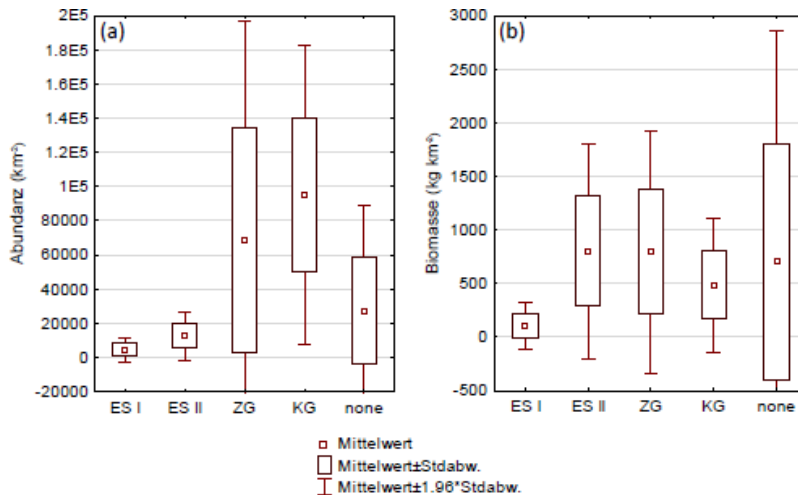 (a)
Abundanz (km⁻²)
2E5
1.8E5
1.6E5
1.4E5
1.2E5
1E5
80000
60000
40000
20000
0
-20000
ES I ES II ZG KG none
(b)
Biomasse (kg km⁻²)
3000
2500
2000
1500
1000
500
0
-500
ES I ES II ZG KG none
Mittelwert
Mittelwert±Stdabw.
Mittelwert±1.96*Stdabw.